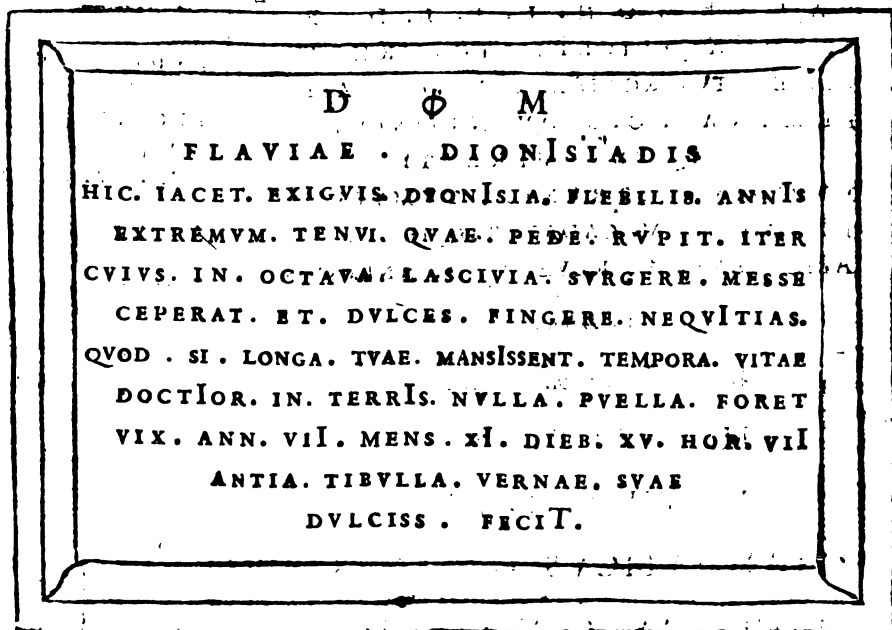 D Φ M
FLAVIAE . DIONISIADIS
HIC. IACET. EXIGVIS. DIONISIA. FLEBILIS. ANNIS
EXTREMVM. TENVI. QVAE. PEDE. RVPIT. ITER
CVIVS. IN. OCTAVA. LASCIVIA. SVRGERE. MESSE
CEPERAT. ET. DVLCES. FINGERE. NEQVITIAS.
QVOD . SI . LONGA. TVAE. MANSISSENT. TEMPORA. VITAE
DOCTIOR. IN. TERRIS. NVLLA. PVELLA. FORET
VIX. ANN. VII. MENS. XI. DIEB. XV. HOR. VII
ANTIA. TIBVLLA. VERNAE. SVAE
DVLCISS . FECIT.